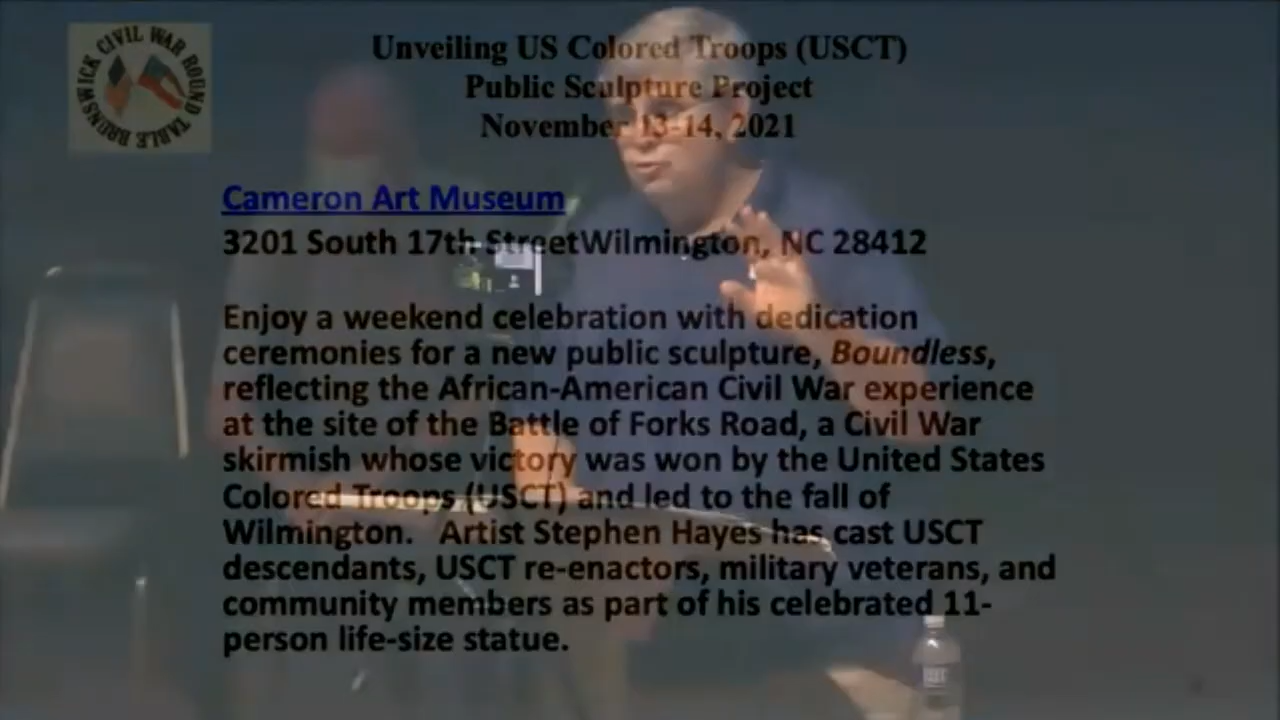 BRUNSWICK CIVIL WAR ROUND TABLE
Unveiling US Colored Troops (USCT)
Public Sculpture Project
November 13-14, 2021
Cameron Art Museum
3201 South 17th StreetWilmington, NC 28412
Enjoy a weekend celebration with dedication
ceremonies for a new public sculpture, Boundless,
reflecting the African-American Civil War experience
at the site of the Battle of Forks Road, a Civil War
skirmish whose victory was won by the United States
Colored Troops (USCT) and led to the fall of
Wilmington.   Artist Stephen Hayes has cast USCT
descendants, USCT re-enactors, military veterans, and
community members as part of his celebrated 11-
person life-size statue.